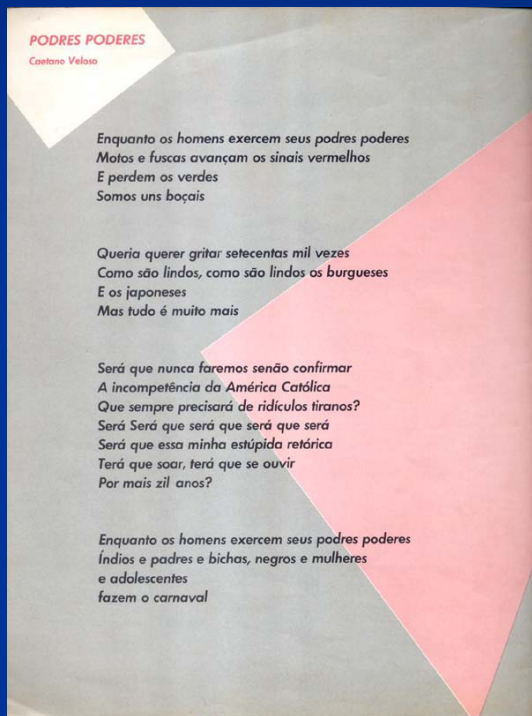 PODRES PODERES
Caetano Veloso
Enquanto os homens exercem seus podres poderes
Motos e fuscas avançam os sinais vermelhos
E perdem os verdes
Somos uns boçais
Queria querer gritar setecentas mil vezes
Como são lindos, como são lindos os burgueses
E os japoneses
Mas tudo é muito mais
Será que nunca faremos senão confirmar
A incompetência da América Católica
Que sempre precisará de ridículos tiranos?
Será Será que será que será que será
Será que essa minha estúpida retórica
Terá que soar, terá que se ouvir
Por mais zil anos?
Enquanto os homens exercem seus podres poderes
Índios e padres e bichas, negros e mulheres
e adolescentes
fazem o carnaval